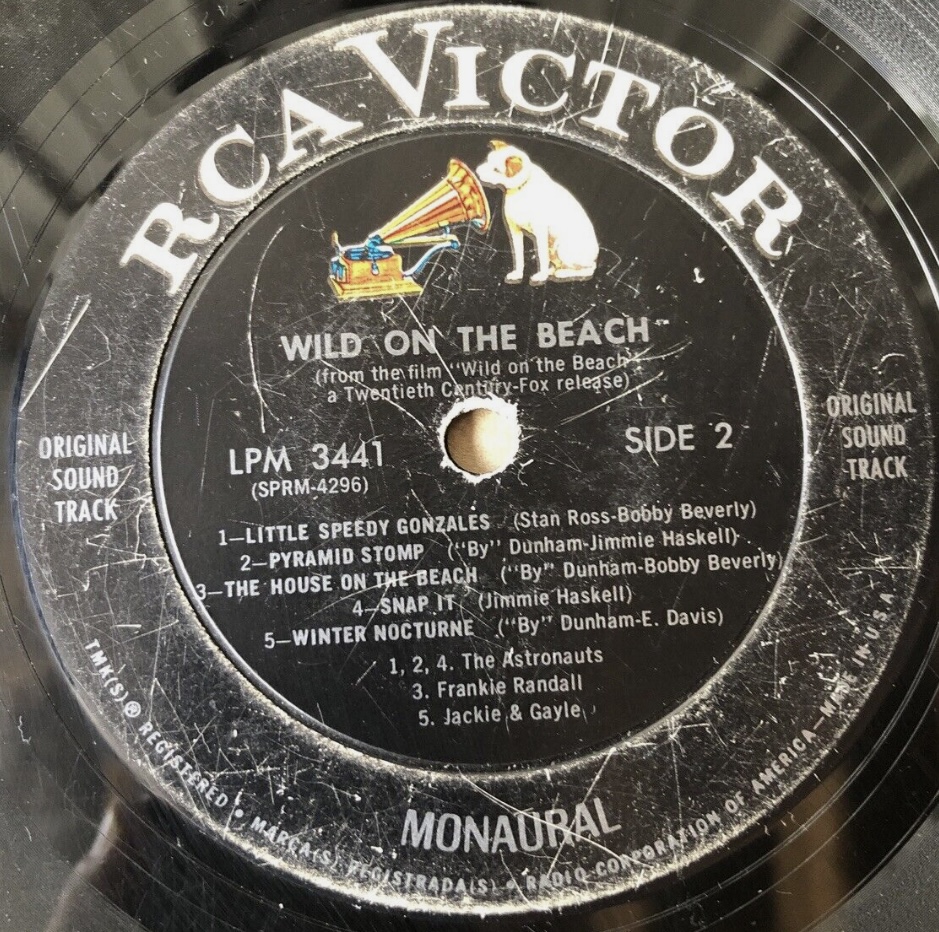 RCA VICTOR
WILD ON THE BEACH
(from the film "Wild on the Beach"
a Twentieth Century-Fox release)
ORIGINAL
SOUND
TRACK
LPM 3441
(SPRM-4296)
SIDE 2
ORIGINAL
SOUND
TRACK
1—LITTLE SPEEDY GONZALES (Stan Ross-Bobby Beverly)
2—PYRAMID STOMP ("By" Dunham-Jimmie Haskell)
3—THE HOUSE ON THE BEACH ("By" Dunham-Bobby Beverly)
4—SNAP IT (Jimmie Haskell)
5—WINTER NOCTURNE ("By" Dunham-E. Davis)
1, 2, 4. The Astronauts
3. Frankie Randall
5. Jackie & Gayle
MONAURAL
TMK(S) ® REGISTERED • MARCA(S) REGISTRADA(S) • RADIO CORPORATION OF AMERICA—MADE IN U.S.A.